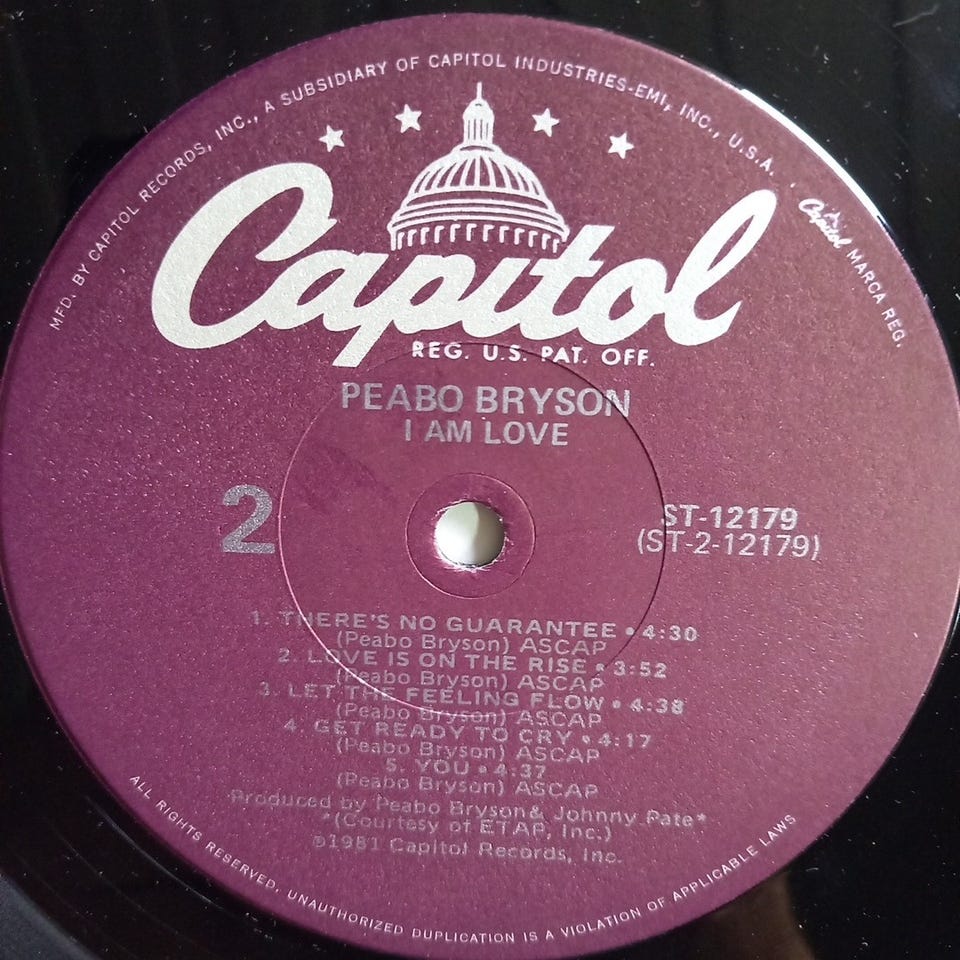 MFD. BY CAPITOL RECORDS, INC., A SUBSIDIARY OF CAPITOL INDUSTRIES-EMI, INC., U.S.A. · Capitol MARCA REG.
Capitol
REG. U.S. PAT. OFF.
PEABO BRYSON
I AM LOVE
2
ST-12179
(ST-2-12179)
1. THERE'S NO GUARANTEE • 4:30
(Peabo Bryson) ASCAP
2. LOVE IS ON THE RISE • 3:52
(Peabo Bryson) ASCAP
3. LET THE FEELING FLOW • 4:38
(Peabo Bryson) ASCAP
4. GET READY TO CRY • 4:17
(Peabo Bryson) ASCAP
5. YOU • 4:37
(Peabo Bryson) ASCAP
Produced by Peabo Bryson& Johnny Pate*
*(Courtesy of ETAP, Inc.)
℗1981 Capitol Records, Inc.
ALL RIGHTS RESERVED. UNAUTHORIZED DUPLICATION IS A VIOLATION OF APPLICABLE LAWS